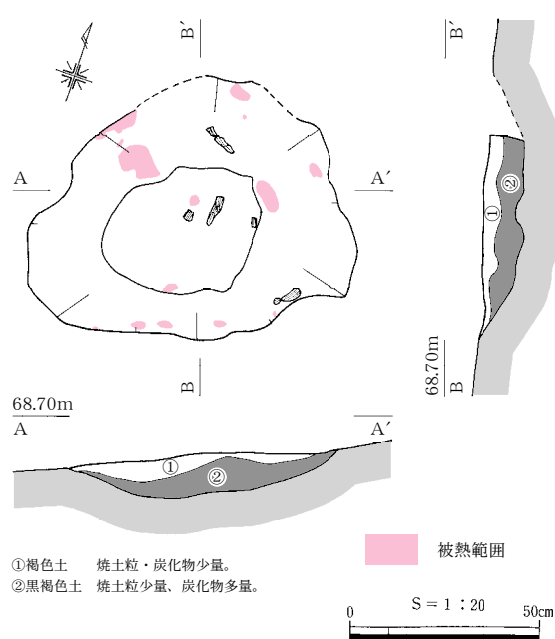 B′
B′
A
A′
①
②
B
68.70m
B
68.70m
A
A′
①
②
①褐色土 焼土粒・炭化物少量。
②黒褐色土 焼土粒少量、炭化物多量。
被熱範囲
S=1:20
0
50cm